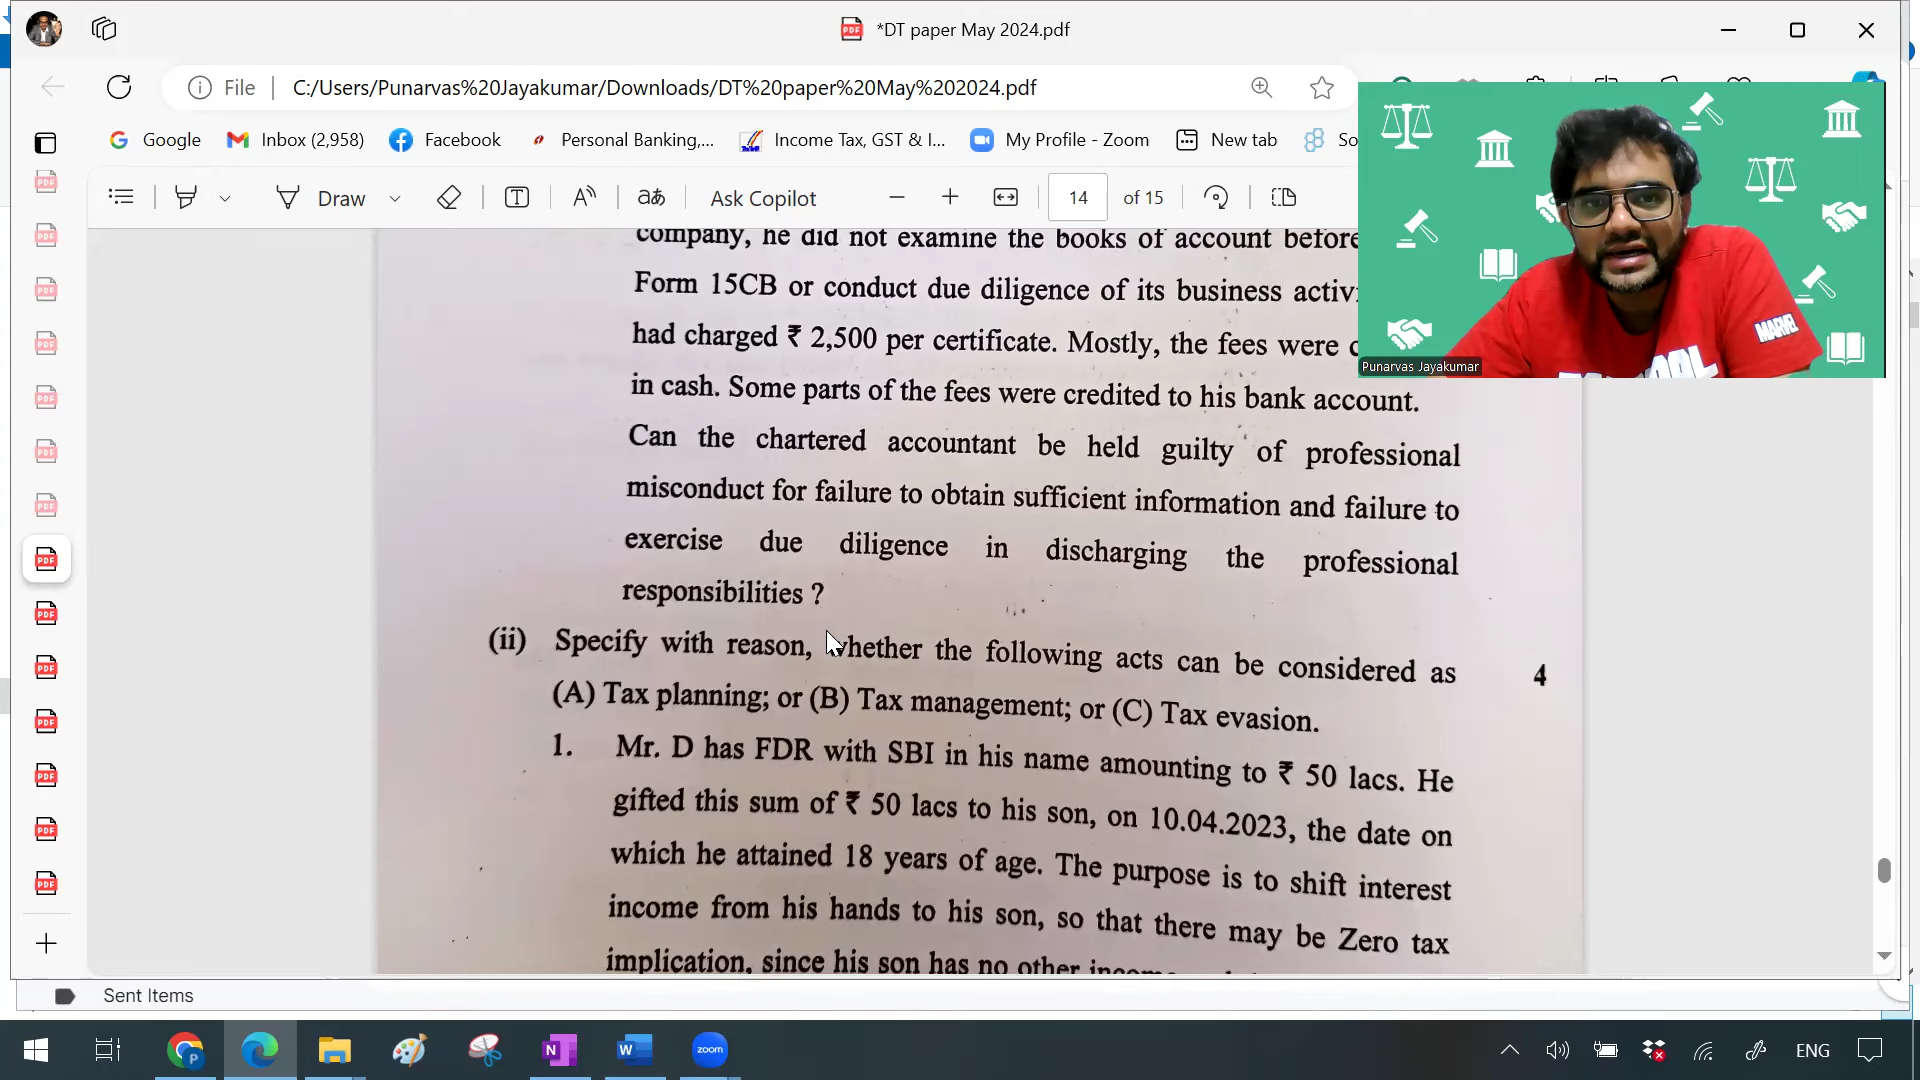 *DT paper May 2024.pdf
File
C:/Users/Punarvas%20Jayakumar/Downloads/DT%20paper%20May%202024.pdf
Google
Inbox (2,958)
Facebook
Personal Banking,...
Income Tax, GST & I...
My Profile - Zoom
New tab
So
Draw
Ask Copilot
14 of 15
company, he did not examine the books of account before
Form 15CB or conduct due diligence of its business activi
had charged ₹ 2,500 per certificate. Mostly, the fees were c
in cash. Some parts of the fees were credited to his bank account.
Can the chartered accountant be held guilty of professional
misconduct for failure to obtain sufficient information and failure to
exercise due diligence in discharging the professional
responsibilities ?
(ii) Specify with reason, whether the following acts can be considered as 4
(A) Tax planning; or (B) Tax management; or (C) Tax evasion.
1. Mr. D has FDR with SBI in his name amounting to ₹ 50 lacs. He
gifted this sum of ₹ 50 lacs to his son, on 10.04.2023, the date on
which he attained 18 years of age. The purpose is to shift interest
income from his hands to his son, so that there may be Zero tax
implication, since his son has no other income
MARVEL
Punarvas Jayakumar
Sent Items
zoom
ENG